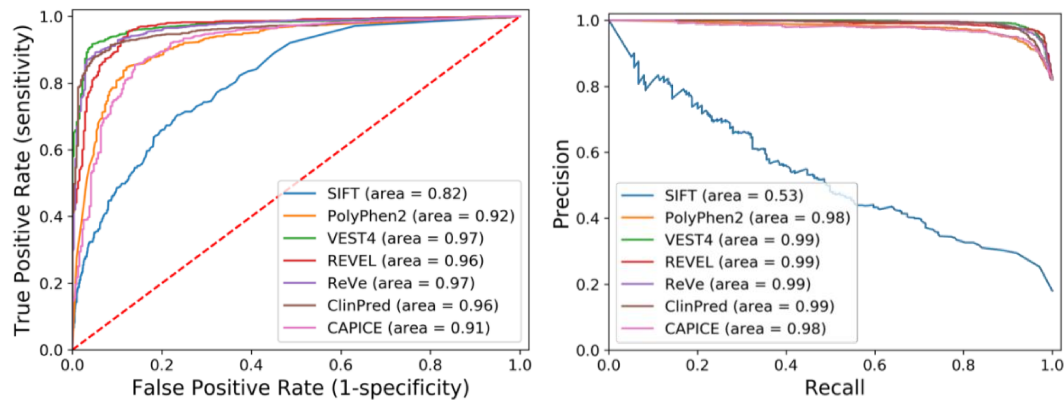 True Positive Rate (sensitivity)
1.0
0.8
0.6
0.4
0.2
0.0
SIFT (area = 0.82)
PolyPhen2 (area = 0.92)
VEST4 (area = 0.97)
REVEL (area = 0.96)
ReVe (area = 0.97)
ClinPred (area = 0.96)
CAPICE (area = 0.91)
0.0 0.2 0.4 0.6 0.8 1.0
False Positive Rate (1-specificity)
Precision
1.0
0.8
0.6
0.4
0.2
0.0
SIFT (area = 0.53)
PolyPhen2 (area = 0.98)
VEST4 (area = 0.99)
REVEL (area = 0.99)
ReVe (area = 0.99)
ClinPred (area = 0.99)
CAPICE (area = 0.98)
0.0 0.2 0.4 0.6 0.8 1.0
Recall